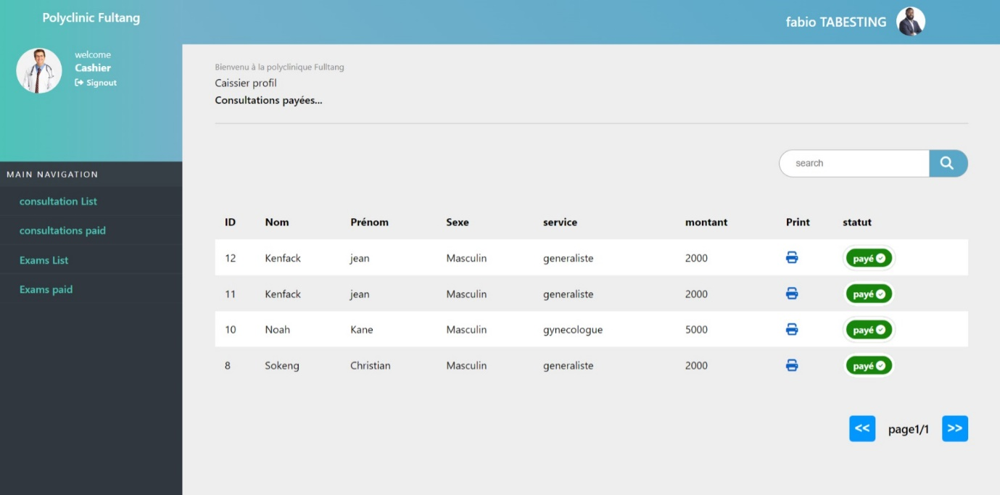 Polyclinic Fultang
fabio TABESTING
welcome
Cashier
Signout
Bienvenu à la polyclinique Fulltang
Caissier profil
Consultations payées...
MAIN NAVIGATION
consultation List
consultations paid
Exams List
Exams paid
search
ID Nom Prénom Sexe service montant Print statut
12 Kenfack jean Masculin generaliste 2000 payé
11 Kenfack jean Masculin generaliste 2000 payé
10 Noah Kane Masculin gynecologue 5000 payé
8 Sokeng Christian Masculin generaliste 2000 payé
<< page1/1 >>